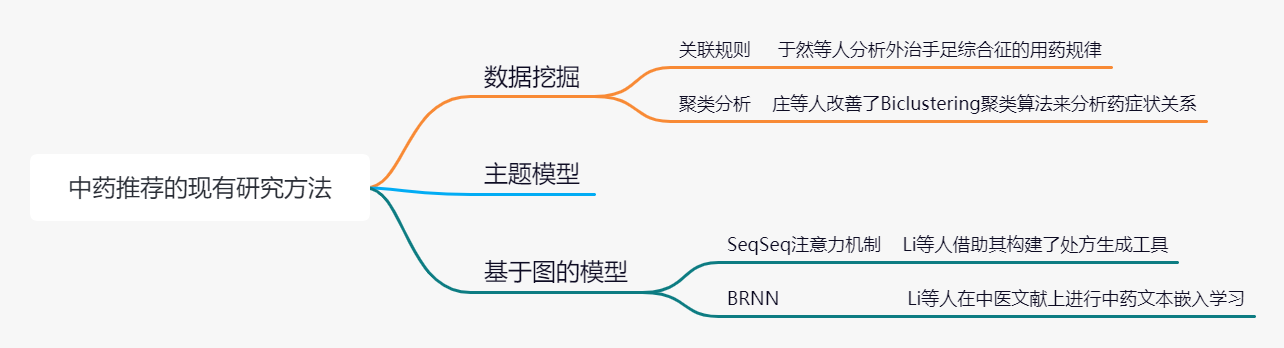 中药推荐的现有研究方法
数据挖掘
关联规则 于然等人分析外治手足综合征的用药规律
聚类分析 庄等人改善了Biclustering聚类算法来分析药症状关系
主题模型
基于图的模型
SeqSeq注意力机制 Li等人借助其构建了处方生成工具
BRNN Li等人在中医文献上进行中药文本嵌入学习